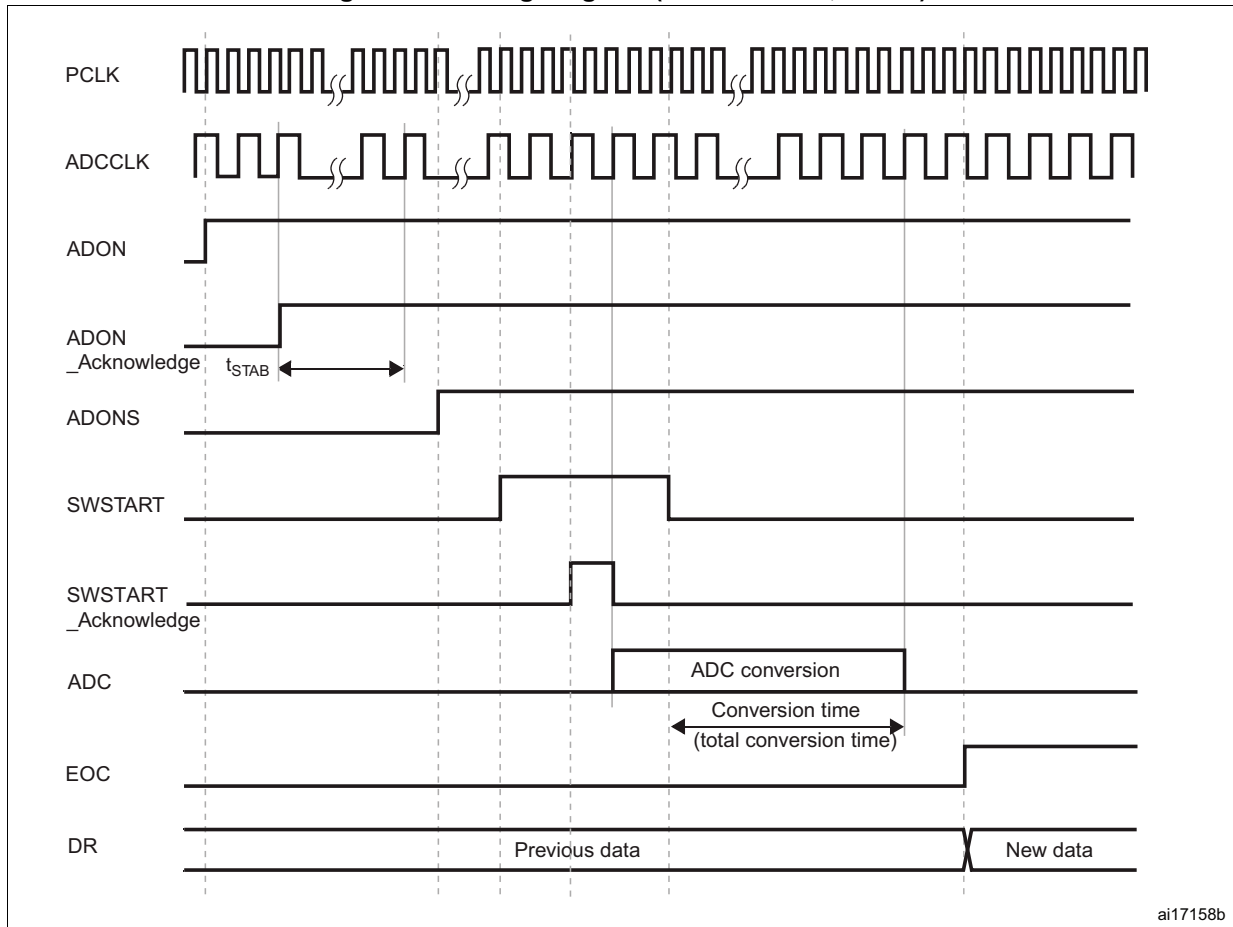 PCLK
ADCCLK
ADON
ADON
_Acknowledge
tSTAB
ADONS
SWSTART
SWSTART
_Acknowledge
ADC
ADC conversion
Conversion time
(total conversion time)
EOC
DR
Previous data
New data
ai17158b